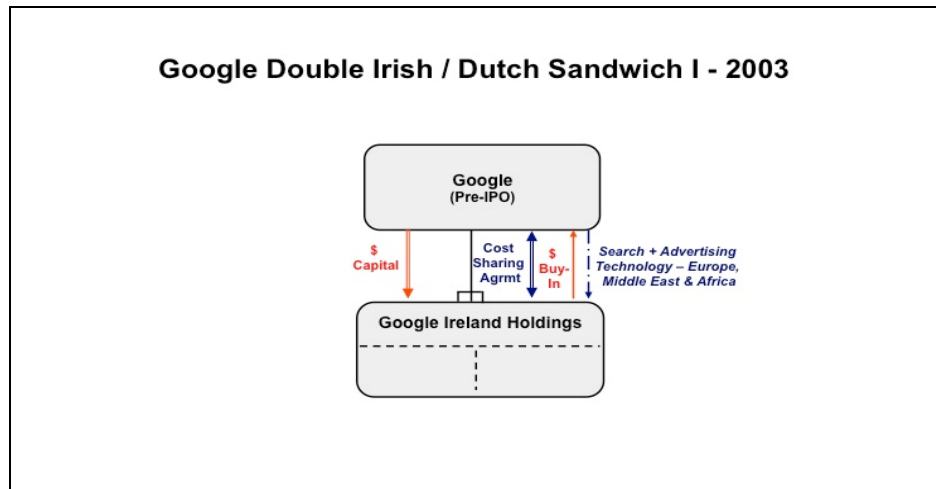 Google Double Irish / Dutch Sandwich I - 2003
Google
(Pre-IPO)
$
Capital
Cost
Sharing
Agrmt
$
Buy-
In
Search + Advertising
Technology – Europe,
Middle East & Africa
Google Ireland Holdings